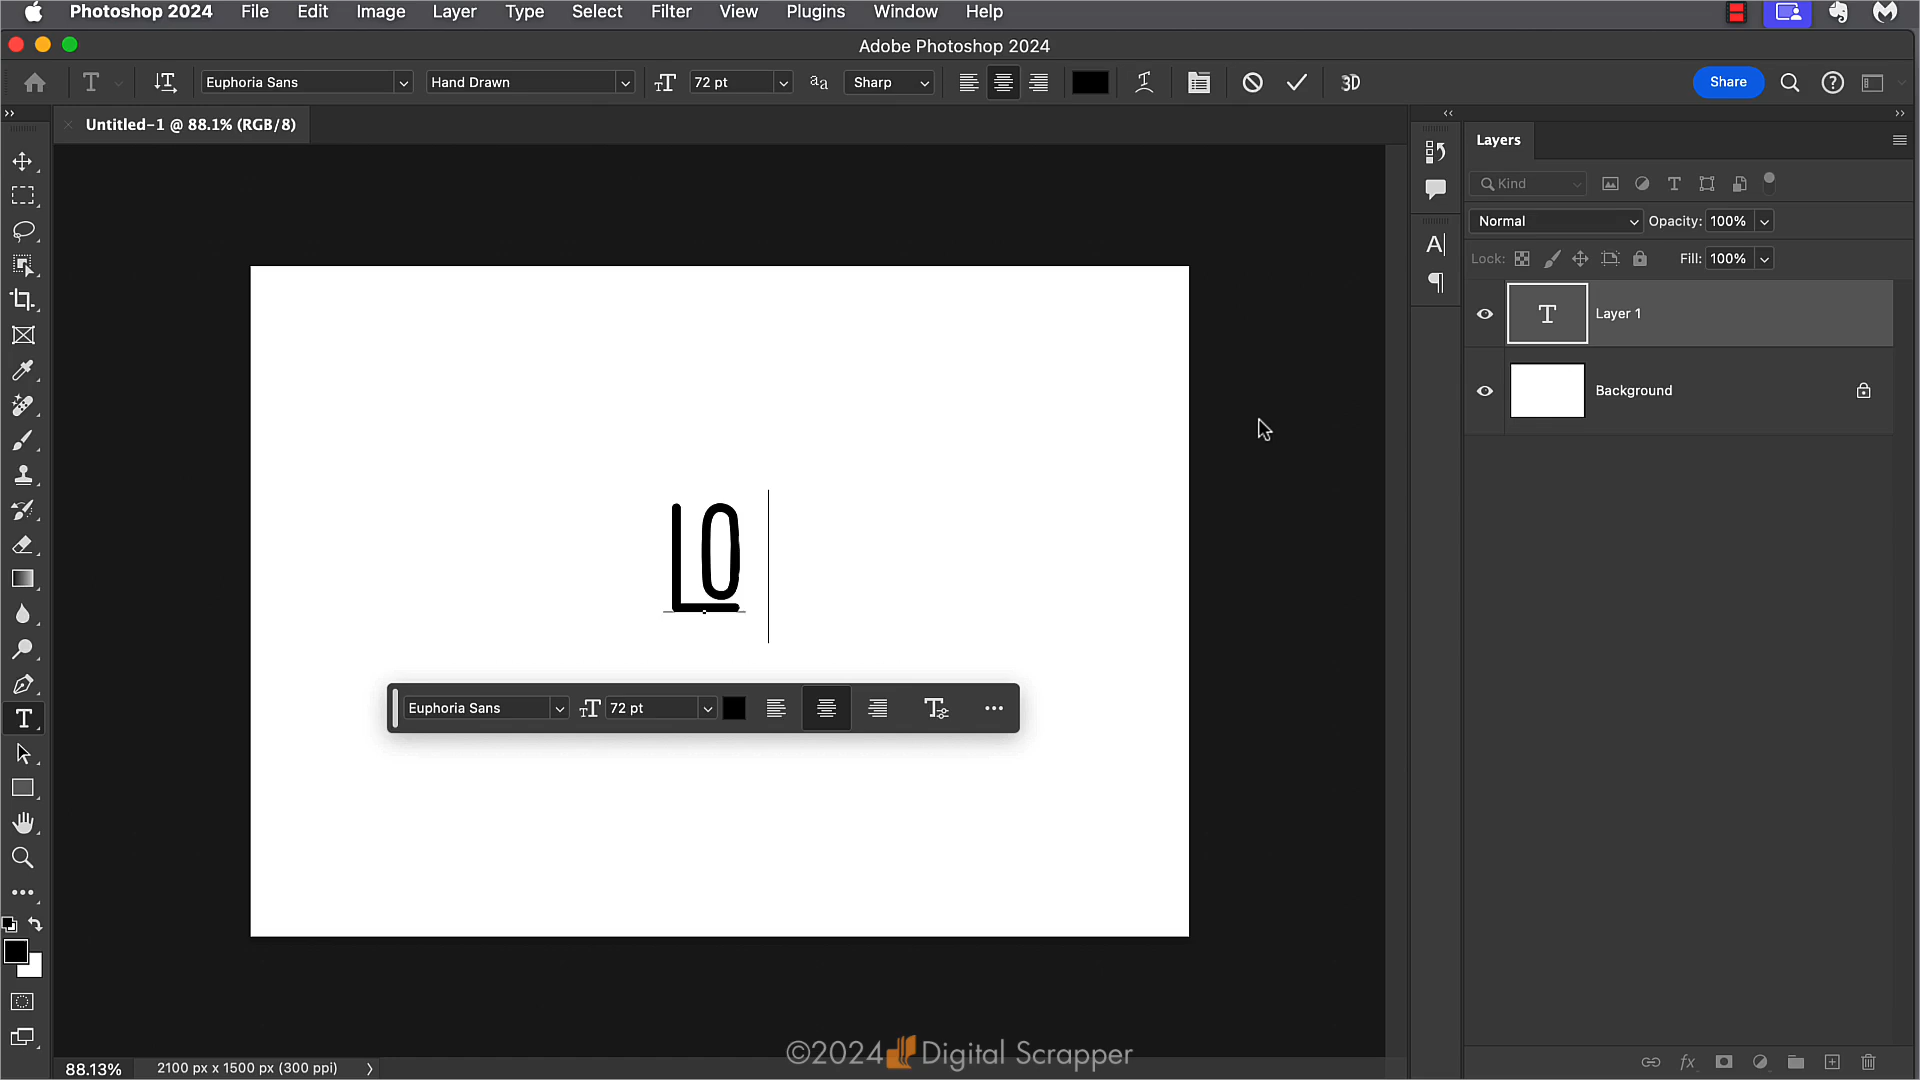 Photoshop 2024 File Edit Image Layer Type Select Filter View Plugins Window Help
Adobe Photoshop 2024
Euphoria Sans Hand Drawn 72 pt aa Sharp 3D Share
Untitled-1 @ 88.1% (RGB/8)
Layers
Kind
Normal Opacity: 100%
Lock: Fill: 100%
Layer 1
Background
LO
Euphoria Sans 72 pt
88.13% 2100 px x 1500 px (300 ppi)
©2024 Digital Scrapper